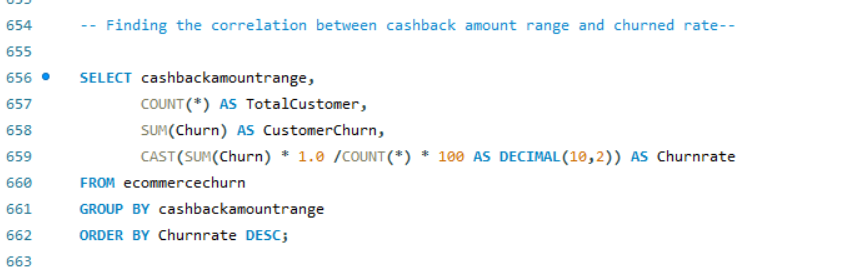 654 -- Finding the correlation between cashback amount range and churned rate--
655
656 SELECT cashbackamountrange,
657 COUNT(*) AS TotalCustomer,
658 SUM(Churn) AS CustomerChurn,
659 CAST(SUM(Churn) * 1.0 /COUNT(*) * 100 AS DECIMAL(10,2)) AS Churnrate
660 FROM ecommercechurn
661 GROUP BY cashbackamountrange
662 ORDER BY Churnrate DESC;
663